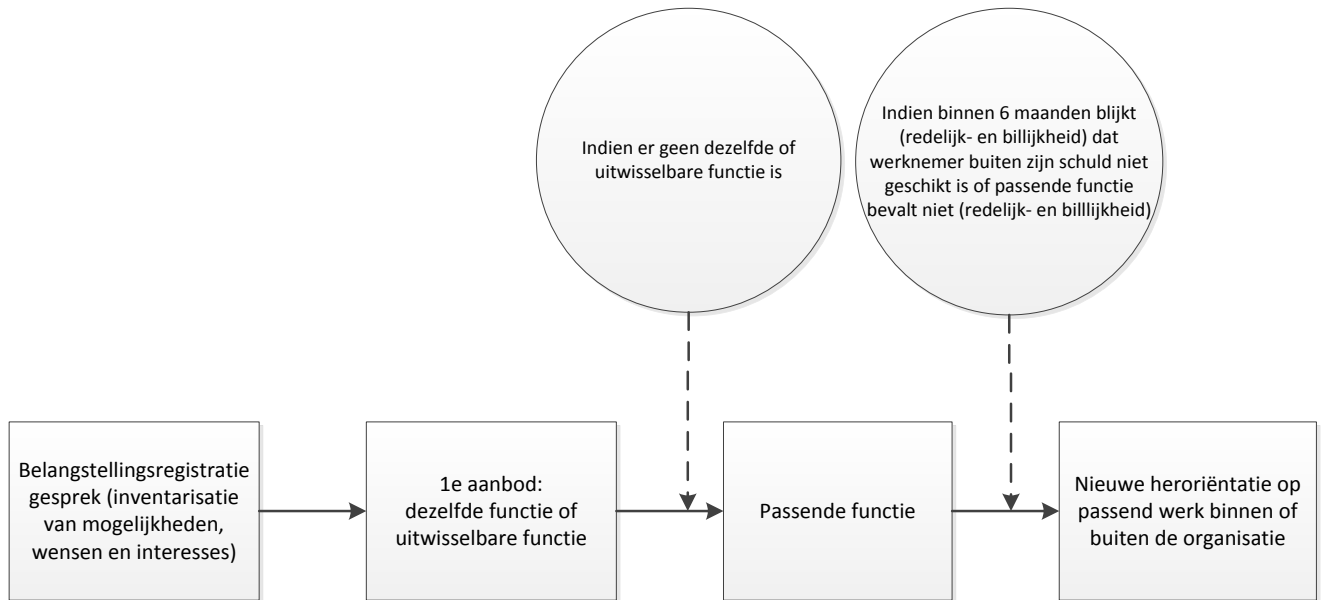 Indien er geen dezelfde of
uitwisselbare functie is
Indien binnen 6 maanden blijkt
(redelijk- en billijkheid) dat
werknemer buiten zijn schuld niet
geschikt is of passende functie
bevalt niet (redelijk- en billlijkheid)
Belangstellingsregistratie
gesprek (inventarisatie
van mogelijkheden,
wensen en interesses)
1e aanbod:
dezelfde functie of
uitwisselbare functie
Passende functie
Nieuwe heroriëntatie op
passend werk binnen of
buiten de organisatie